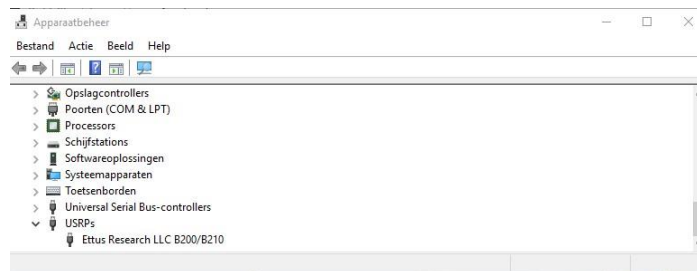 Apparaatbeheer
Bestand Actie Beeld Help
Opslagcontrollers
Poorten (COM & LPT)
Processors
Schijfstations
Softwareoplossingen
Systeemapparaten
Toetsenborden
Universal Serial Bus-controllers
USRPs
Ettus Research LLC B200/B210